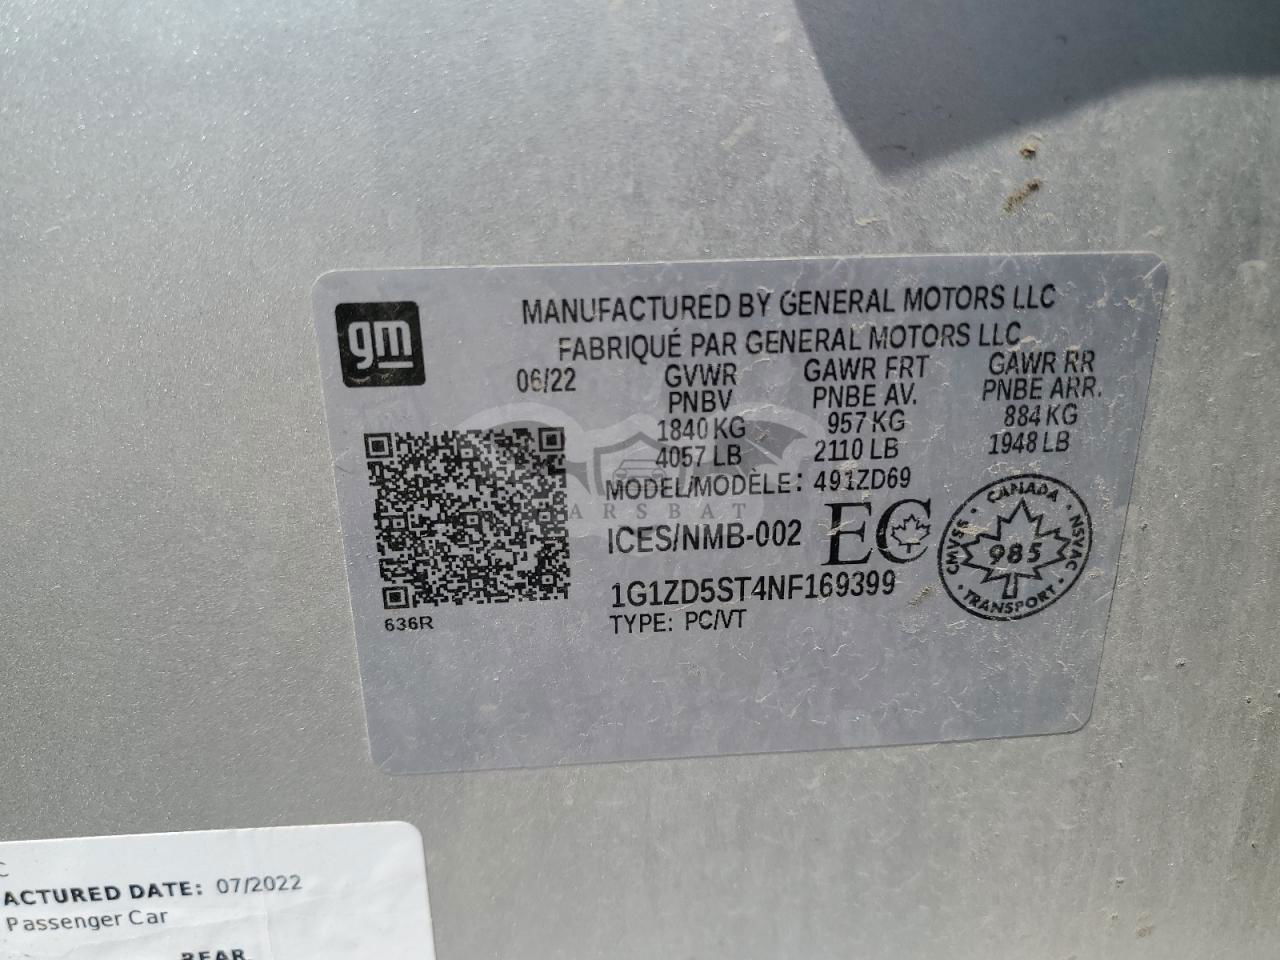 gm
MANUFACTURED BY GENERAL MOTORS LLC
FABRIQUÉ PAR GENERAL MOTORS LLC
06/22
GVWR
PNBV
1840 KG
4057 LB
GAWR FRT
PNBE AV.
957 KG
2110 LB
GAWR RR
PNBE ARR.
884 KG
1948 LB
MODEL/MODÈLE: 491ZD69
ARSBAT
ICES/NMB-002 EC
CANADA
CMVSS 985 NSVAC
TRANSPORT
1G1ZD5ST4NF169399
TYPE: PC/VT
636R
C
ACTURED DATE: 07/2022
Passenger Car
REAR